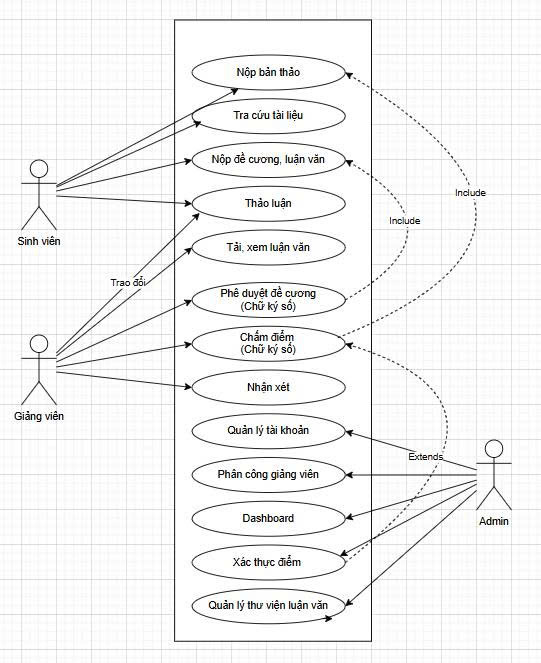 Nộp bản thảo
Tra cứu tài liệu
Nộp đề cương, luận văn
Include
Thảo luận
Include
Sinh viên
Tải, xem luận văn
Trao đổi
Phê duyệt đề cương
(Chữ ký số)
Chấm điểm
(Chữ ký số)
Nhận xét
Giảng viên
Quản lý tài khoản
Extends
Phân công giảng viên
Dashboard
Admin
Xác thực điểm
Quản lý thư viện luận văn